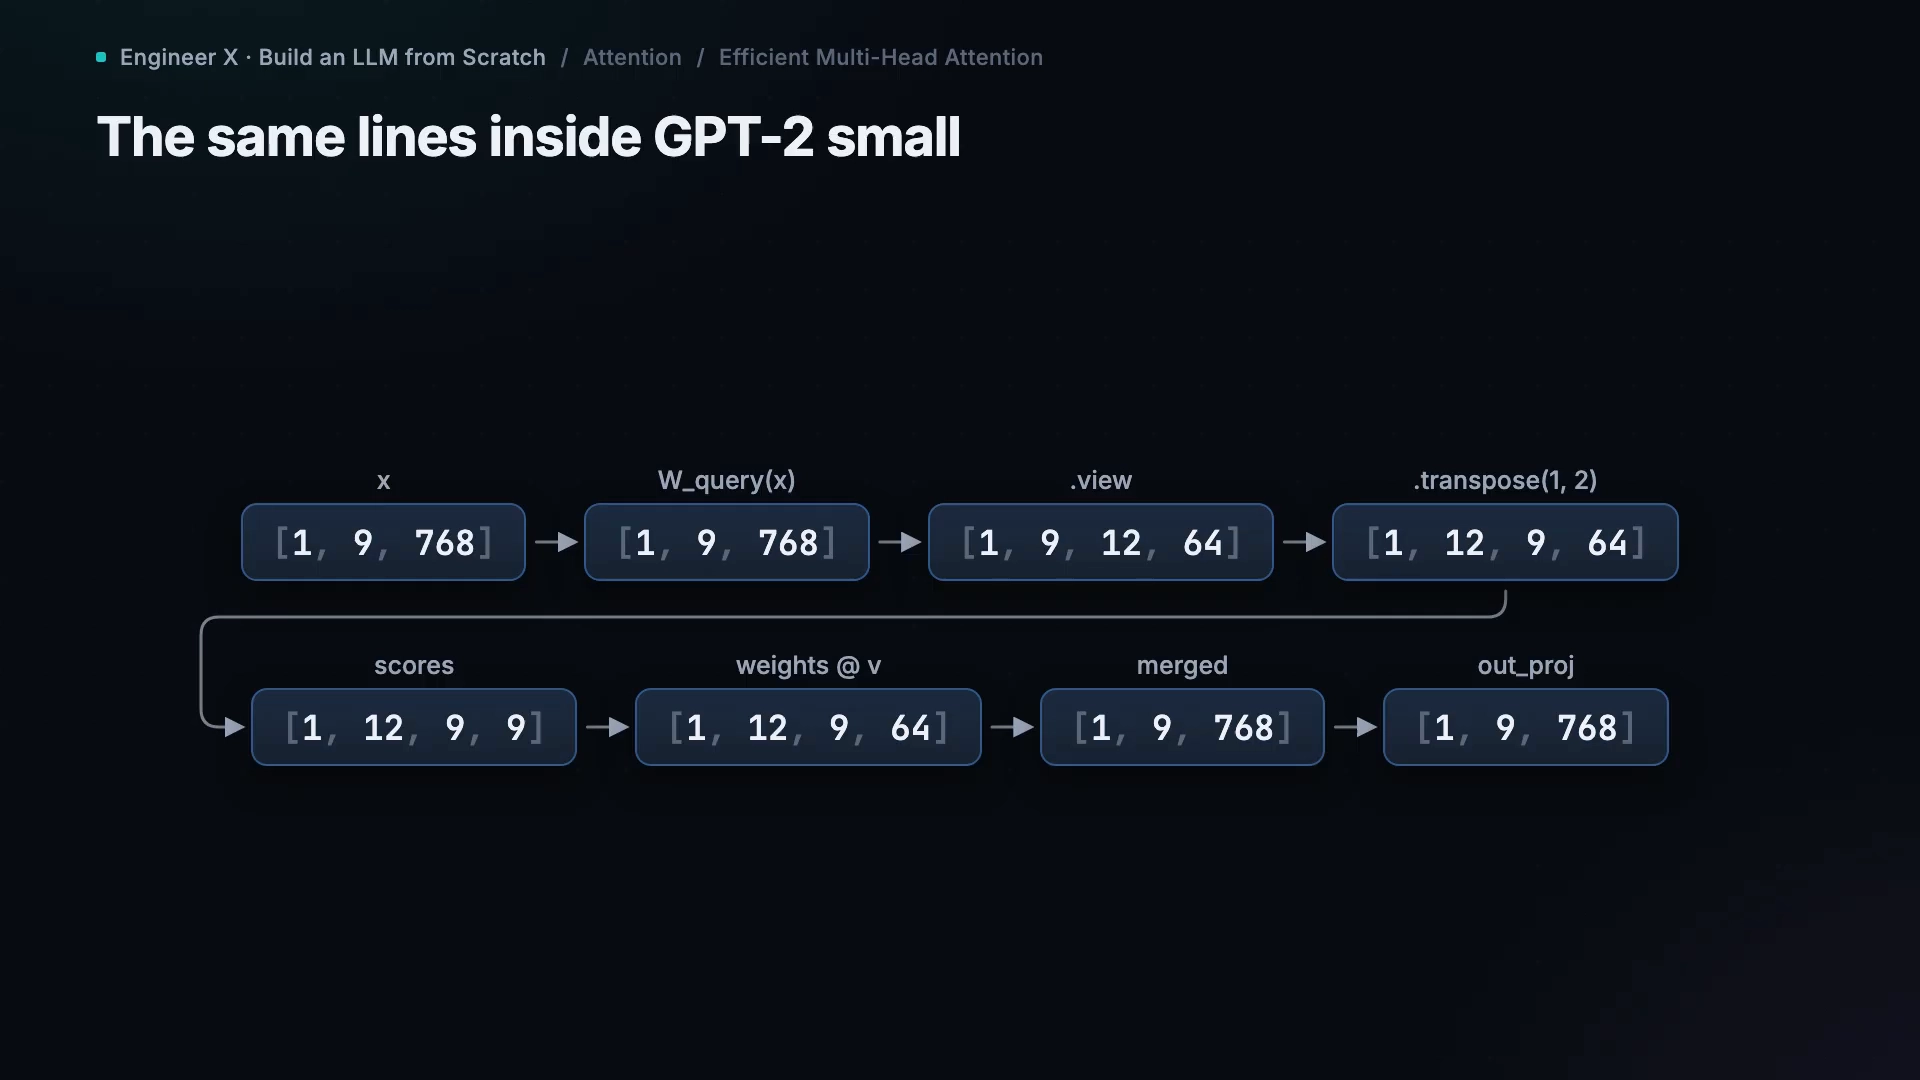 Engineer X · Build an LLM from Scratch / Attention / Efficient Multi-Head Attention
The same lines inside GPT-2 small
x W_query(x) .view .transpose(1, 2)
[1, 9, 768] [1, 9, 768] [1, 9, 12, 64] [1, 12, 9, 64]
scores weights @ v merged out_proj
[1, 12, 9, 9] [1, 12, 9, 64] [1, 9, 768] [1, 9, 768]